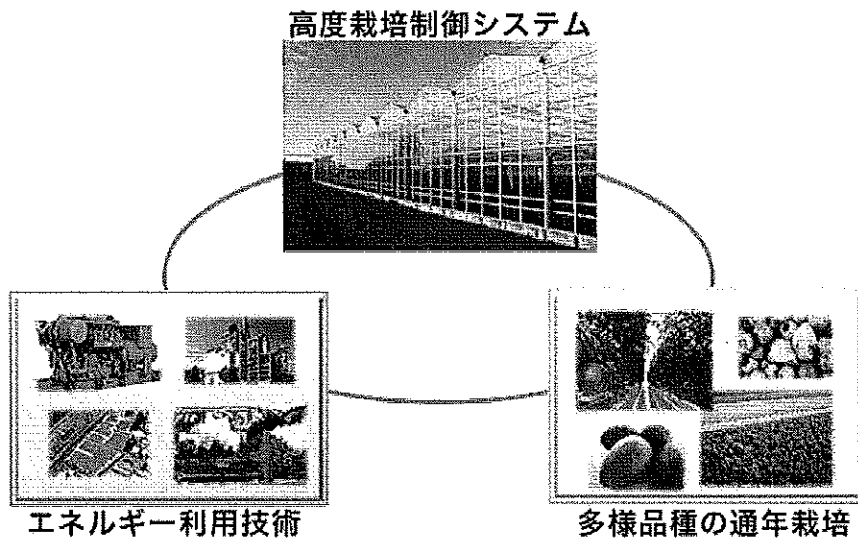 高度栽培制御システム
エネルギー利用技術
多様品種の通年栽培